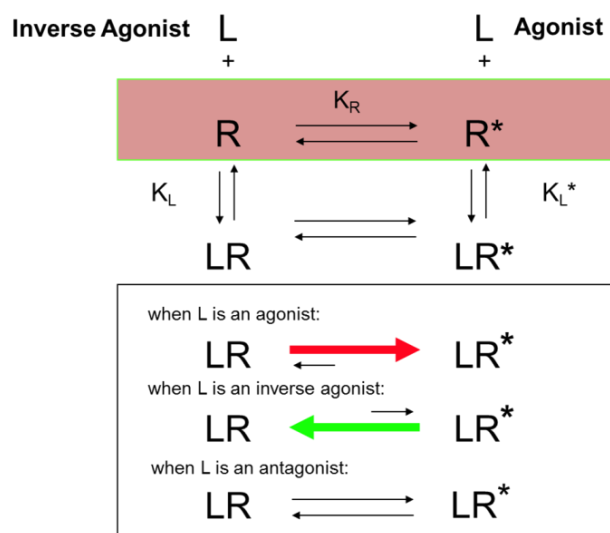 Inverse Agonist L L Agonist
+ +
K_R
R R*
K_L K_L*
LR LR*
when L is an agonist:
LR LR*
when L is an inverse agonist:
LR LR*
when L is an antagonist:
LR LR*